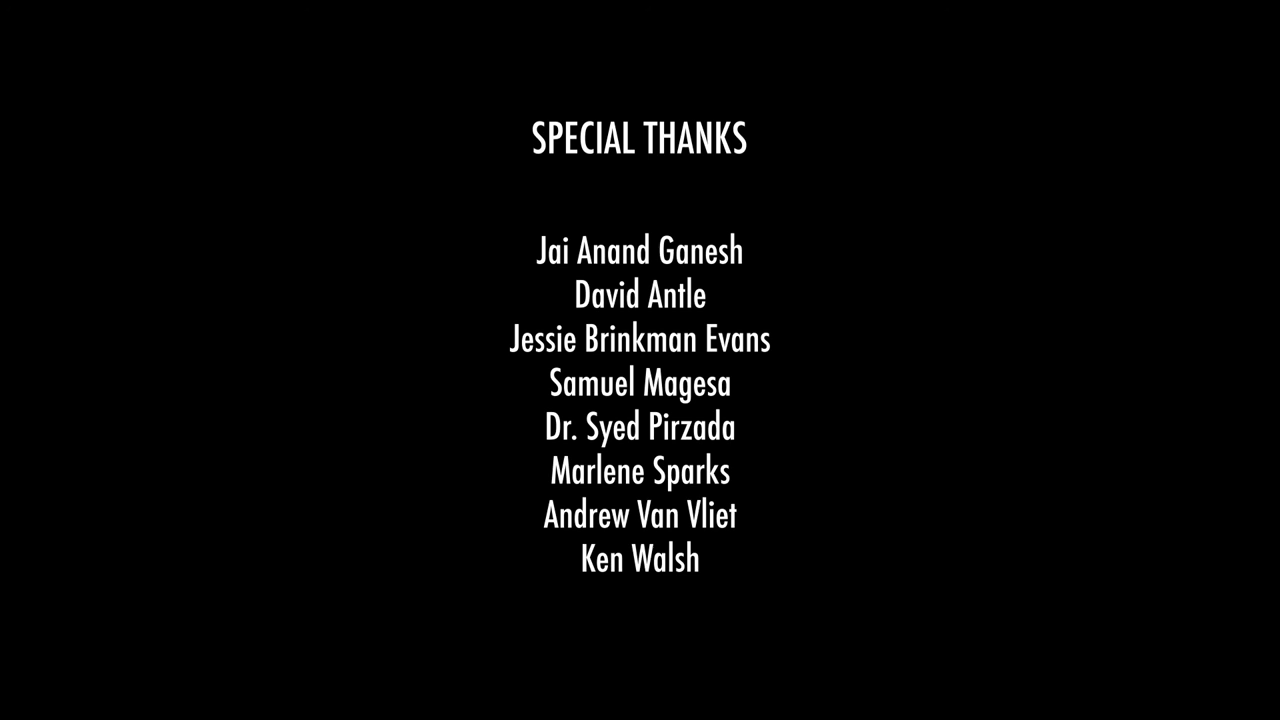 SPECIAL THANKS
Jai Anand Ganesh
David Antle
Jessie Brinkman Evans
Samuel Magesa
Dr. Syed Pirzada
Marlene Sparks
Andrew Van Vliet
Ken Walsh